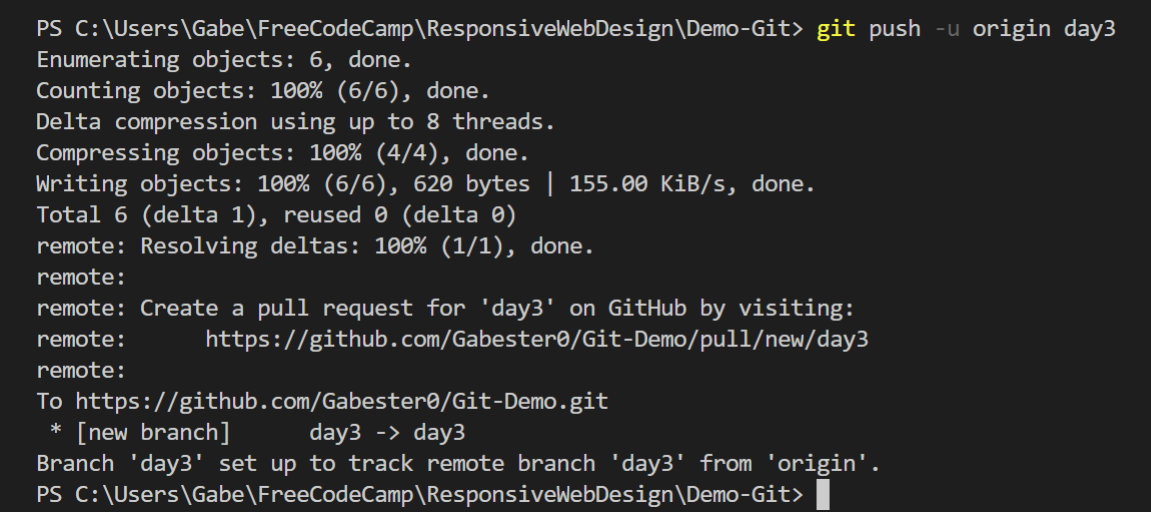 PS C:\Users\Gabe\FreeCodeCamp\ResponsiveWebDesign\Demo-Git> git push -u origin day3
Enumerating objects: 6, done.
Counting objects: 100% (6/6), done.
Delta compression using up to 8 threads.
Compressing objects: 100% (4/4), done.
Writing objects: 100% (6/6), 620 bytes | 155.00 KiB/s, done.
Total 6 (delta 1), reused 0 (delta 0)
remote: Resolving deltas: 100% (1/1), done.
remote:
remote: Create a pull request for 'day3' on GitHub by visiting:
remote:      https://github.com/Gabester0/Git-Demo/pull/new/day3
remote:
To https://github.com/Gabester0/Git-Demo.git
 * [new branch]      day3 -> day3
Branch 'day3' set up to track remote branch 'day3' from 'origin'.
PS C:\Users\Gabe\FreeCodeCamp\ResponsiveWebDesign\Demo-Git>